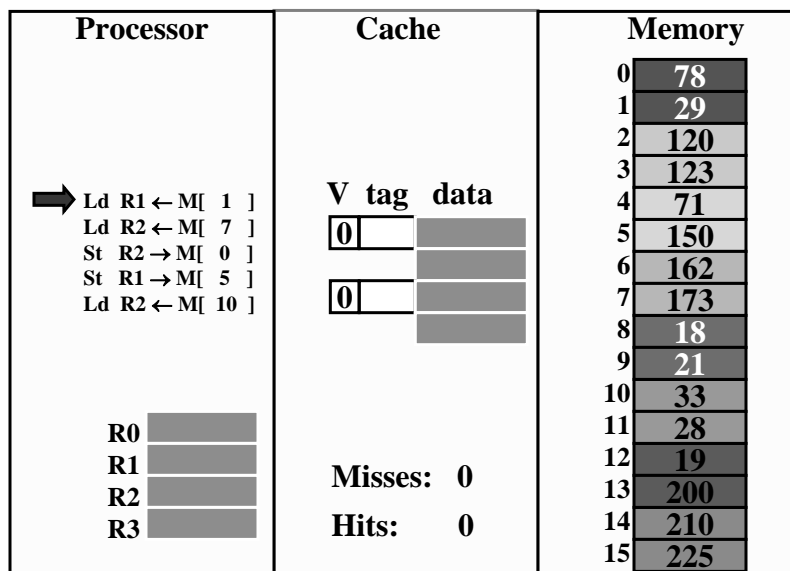 Processor
Ld R1 ← M[ 1 ]
Ld R2 ← M[ 7 ]
St R2 → M[ 0 ]
St R1 → M[ 5 ]
Ld R2 ← M[ 10 ]
R0
R1
R2
R3
Cache
V tag data
0
0
Misses: 0
Hits: 0
Memory
0 78
1 29
2 120
3 123
4 71
5 150
6 162
7 173
8 18
9 21
10 33
11 28
12 19
13 200
14 210
15 225